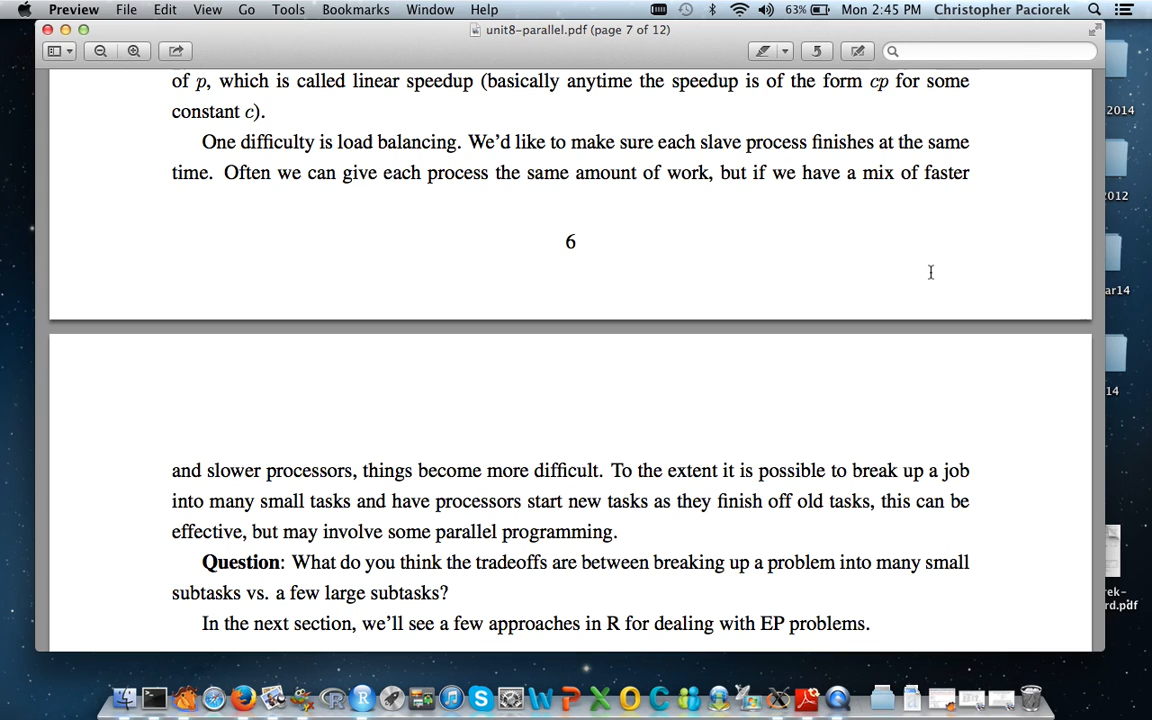 Preview File Edit View Go Tools Bookmarks Window Help 63% Mon 2:45 PM Christopher Paciorek
unit8-parallel.pdf (page 7 of 12)
of p, which is called linear speedup (basically anytime the speedup is of the form cp for some
constant c).
One difficulty is load balancing. We'd like to make sure each slave process finishes at the same
time. Often we can give each process the same amount of work, but if we have a mix of faster
6
and slower processors, things become more difficult. To the extent it is possible to break up a job
into many small tasks and have processors start new tasks as they finish off old tasks, this can be
effective, but may involve some parallel programming.
Question: What do you think the tradeoffs are between breaking up a problem into many small
subtasks vs. a few large subtasks?
In the next section, we'll see a few approaches in R for dealing with EP problems.
2014
2012
ar14
14
ek-
rd.pdf